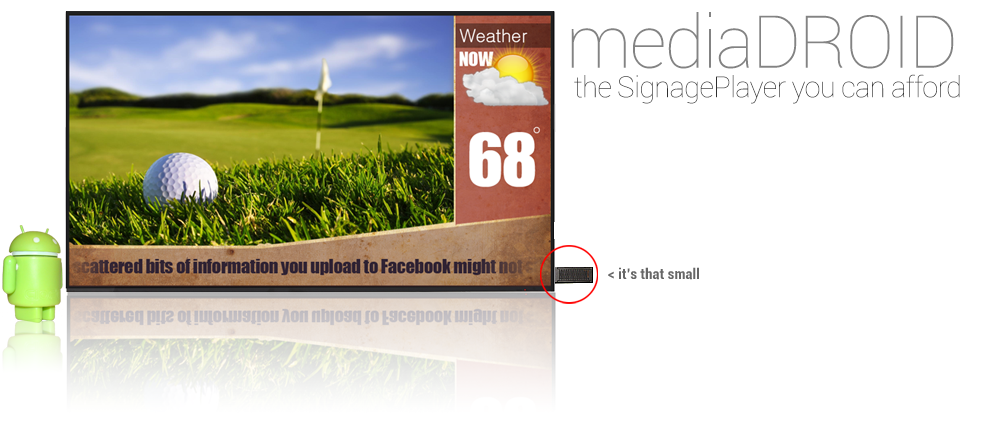 mediaDROID
the SignagePlayer you can afford
Weather
NOW
68°
scattered bits of information you upload to Facebook might not
< it's that small